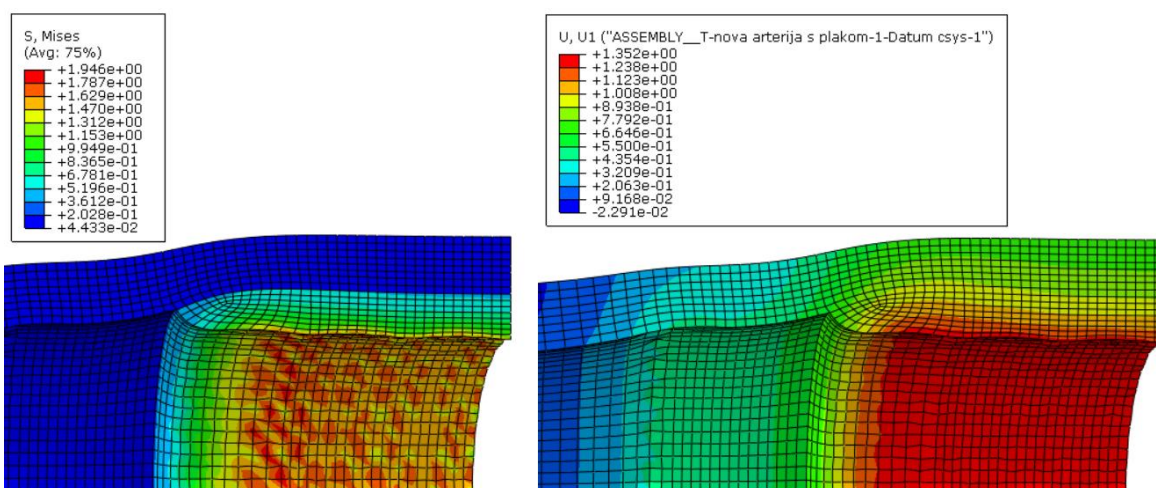 S, Mises
(Avg: 75%)
+1.946e+00
+1.787e+00
+1.629e+00
+1.470e+00
+1.312e+00
+1.153e+00
+9.949e-01
+8.365e-01
+6.781e-01
+5.196e-01
+3.612e-01
+2.028e-01
+4.433e-02
U, U1 ("ASSEMBLY__T-nova arterija s plakom-1-Datum csys-1")
+1.352e+00
+1.238e+00
+1.123e+00
+1.008e+00
+8.938e-01
+7.792e-01
+6.646e-01
+5.500e-01
+4.354e-01
+3.209e-01
+2.063e-01
+9.168e-02
-2.291e-02